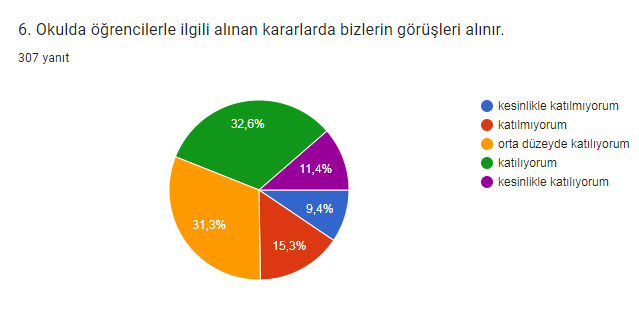 6. Okulda öğrencilerle ilgili alınan kararlarda bizlerin görüşleri alınır.
307 yanıt
kesinlikle katılmıyorum
katılmıyorum
orta düzeyde katılıyorum
katılıyorum
kesinlikle katılıyorum
32,6%
11,4%
9,4%
31,3%
15,3%